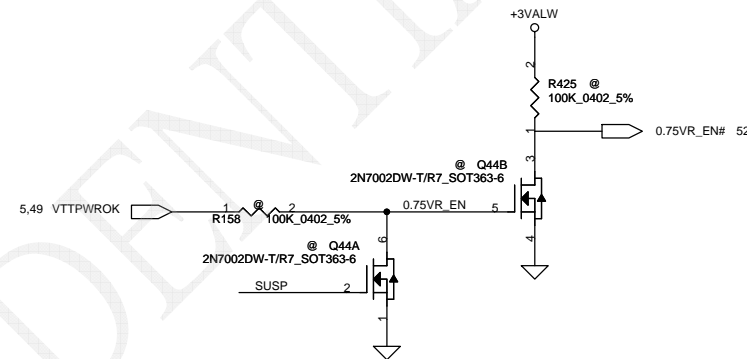 +3VALW
2
R425 @
100K_0402_5%
1
0.75VR_EN# 52
3
@ Q44B
2N7002DW-T/R7_SOT363-6
5,49 VTTPWROK
1 @ 2
R158 100K_0402_5%
0.75VR_EN
5
4
6
@ Q44A
2N7002DW-T/R7_SOT363-6
SUSP
2
1